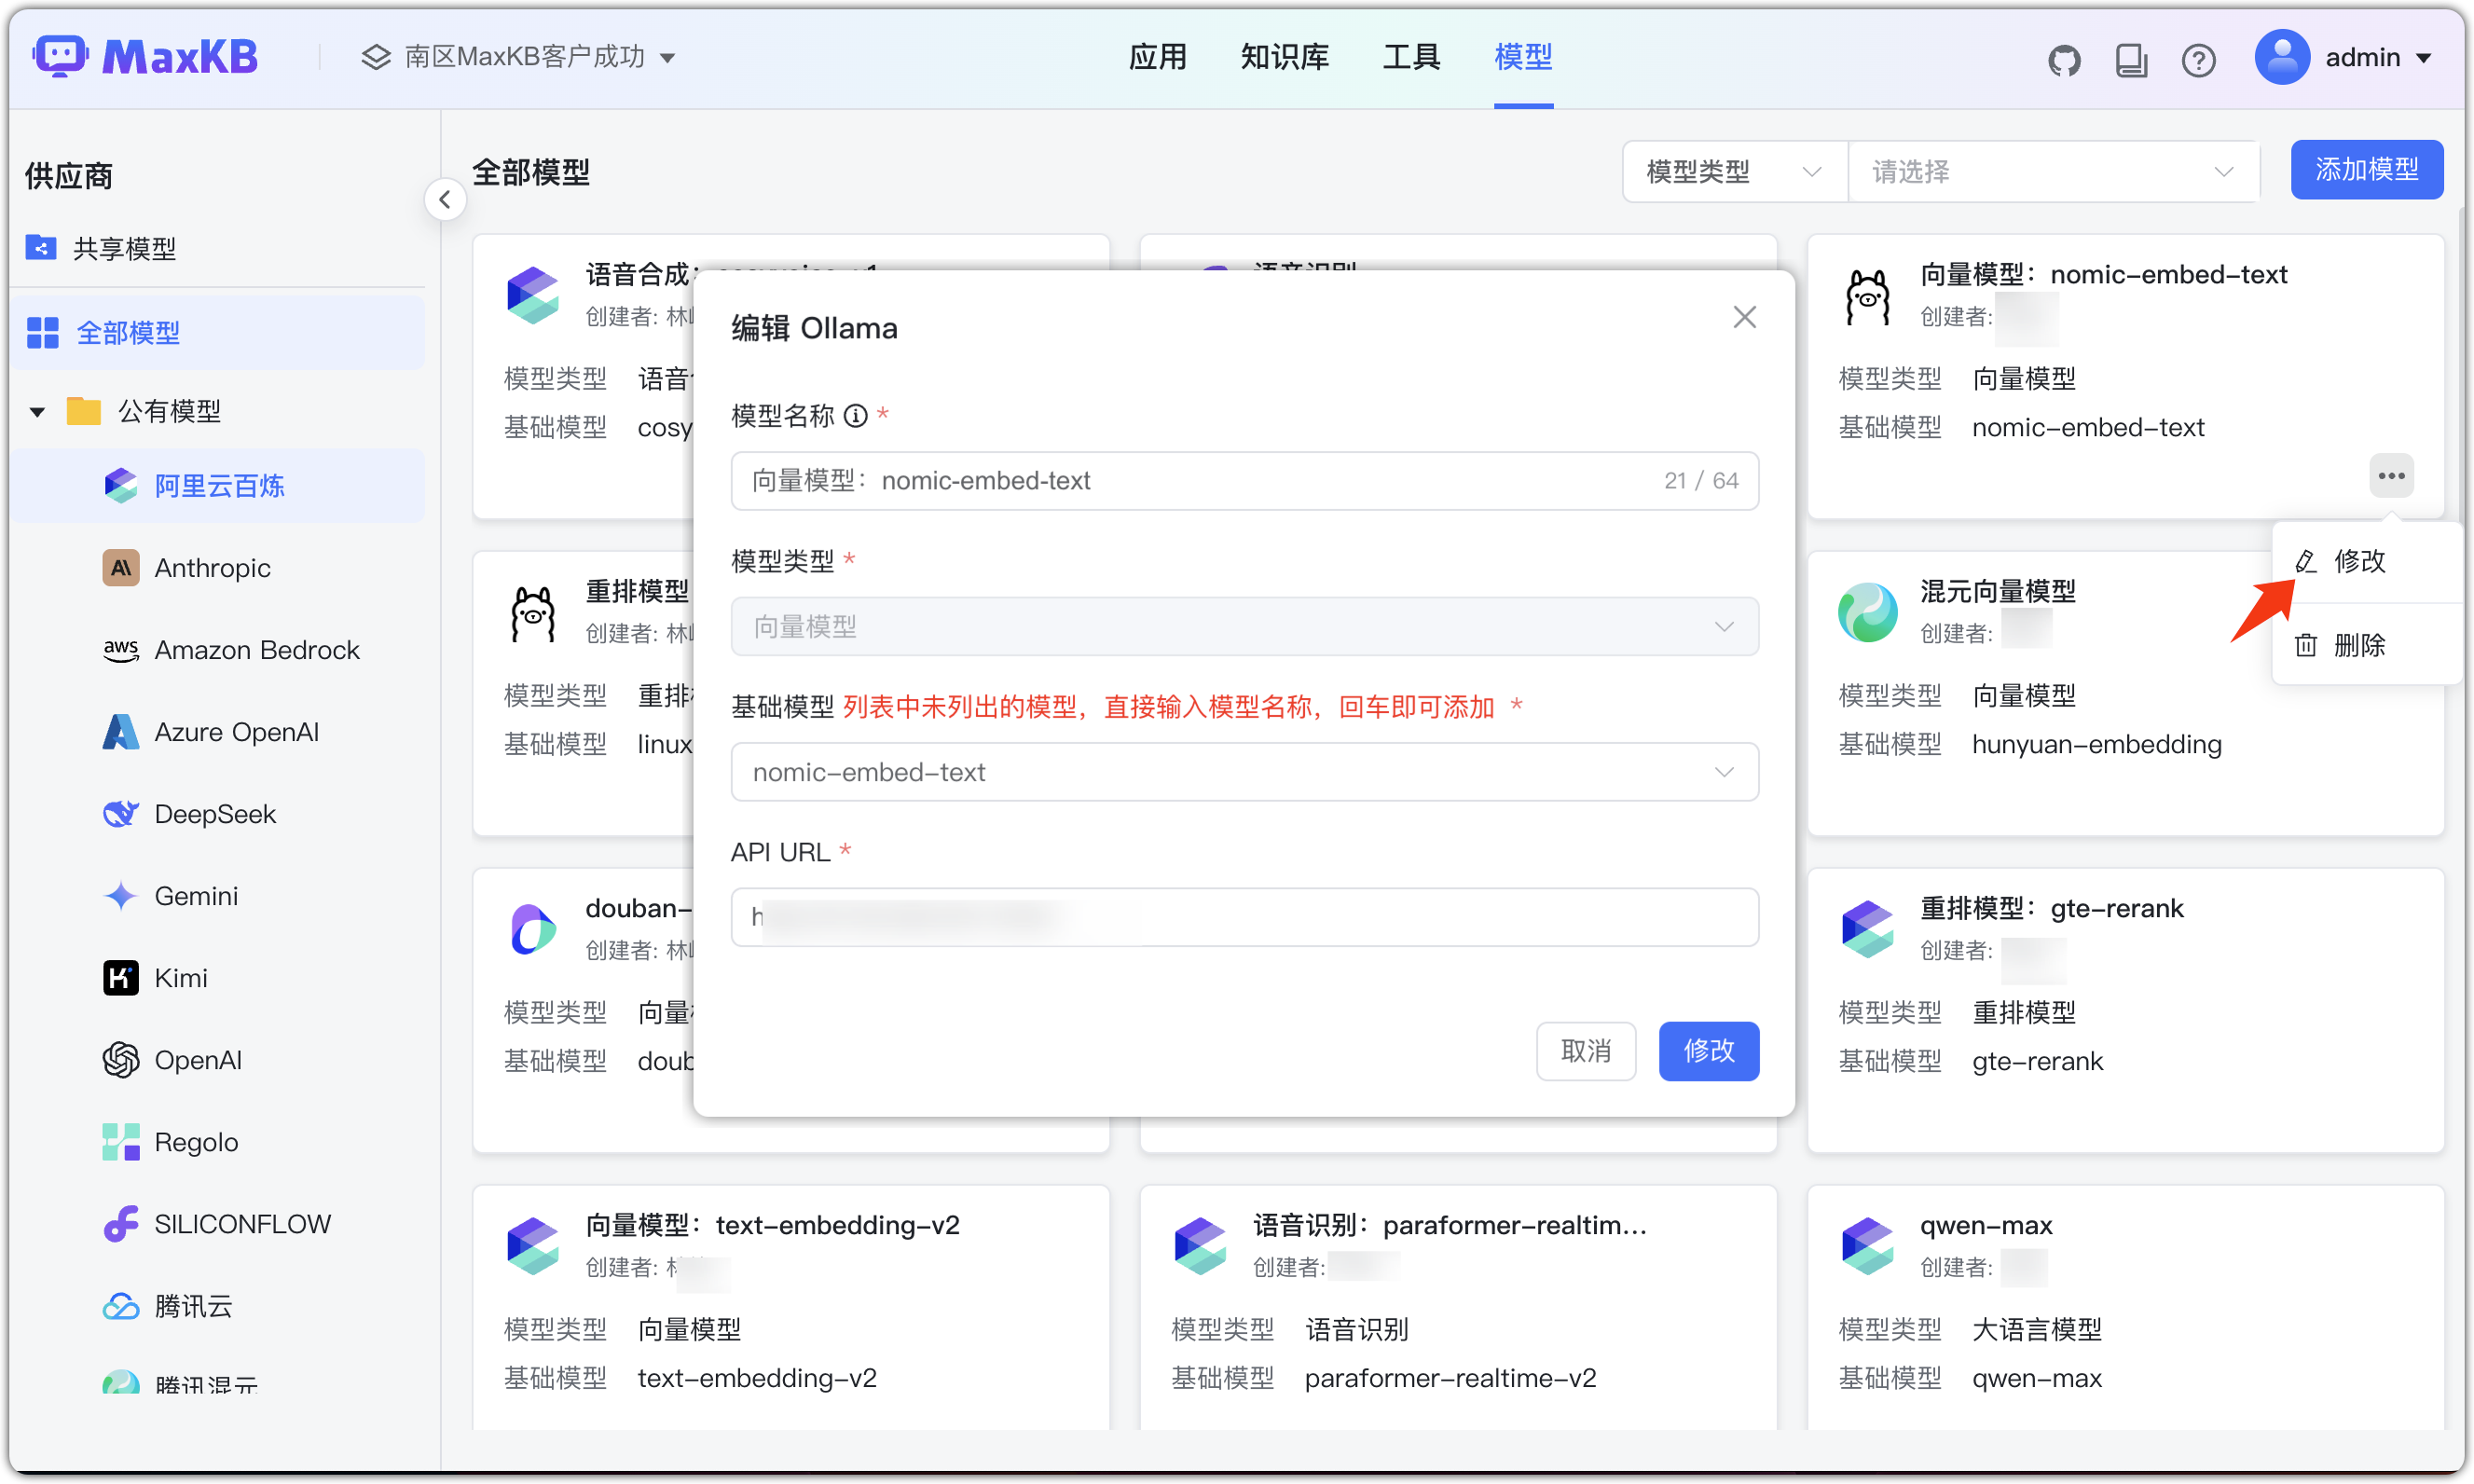 MaxKB
南区MaxKB客户成功
应用
知识库
工具
模型
admin
供应商
共享模型
全部模型
公有模型
阿里云百炼
Anthropic
aws
Amazon Bedrock
Azure OpenAI
DeepSeek
Gemini
Kimi
OpenAI
Regolo
SILICONFLOW
腾讯云
腾讯混元
全部模型
模型类型
请选择
添加模型
语音合成：
创建者: 林
模型类型 语音
基础模型 cosy
语音识别
向量模型：nomic-embed-text
创建者:
模型类型 向量模型
基础模型 nomic-embed-text
修改
删除
重排模型
创建者: 林
模型类型 重排
基础模型 linux
混元向量模型
创建者:
模型类型 向量模型
基础模型 hunyuan-embedding
douban-
创建者: 林
模型类型 向量
基础模型 doub
重排模型：gte-rerank
创建者:
模型类型 重排模型
基础模型 gte-rerank
编辑 Ollama
模型名称 *
向量模型：nomic-embed-text
21 / 64
模型类型 *
向量模型
基础模型 列表中未列出的模型，直接输入模型名称，回车即可添加 *
nomic-embed-text
API URL *
h
取消
修改
向量模型：text-embedding-v2
创建者:
模型类型 向量模型
基础模型 text-embedding-v2
语音识别：paraformer-realtim...
创建者:
模型类型 语音识别
基础模型 paraformer-realtime-v2
qwen-max
创建者:
模型类型 大语言模型
基础模型 qwen-max